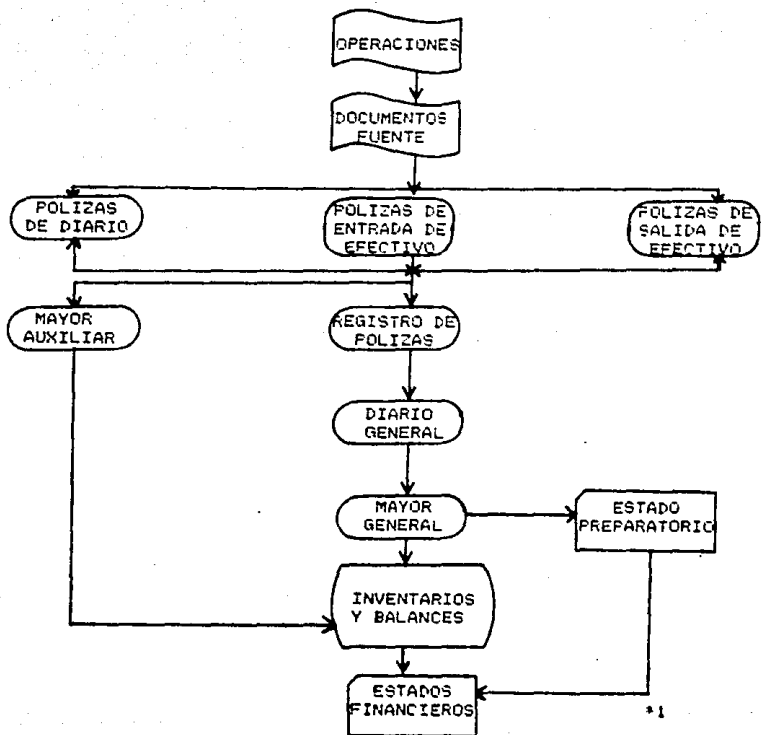 OPERACIONES
DOCUMENTOS
FUENTE
POLIZAS
DE DIARIO
POLIZAS DE
ENTRADA DE
EFECTIVO
POLIZAS DE
SALIDA DE
EFECTIVO
MAYOR
AUXILIAR
REGISTRO DE
POLIZAS
DIARIO
GENERAL
MAYOR
GENERAL
ESTADO
PREPARATORIO
INVENTARIOS
Y BALANCES
ESTADOS
FINANCIEROS
*1